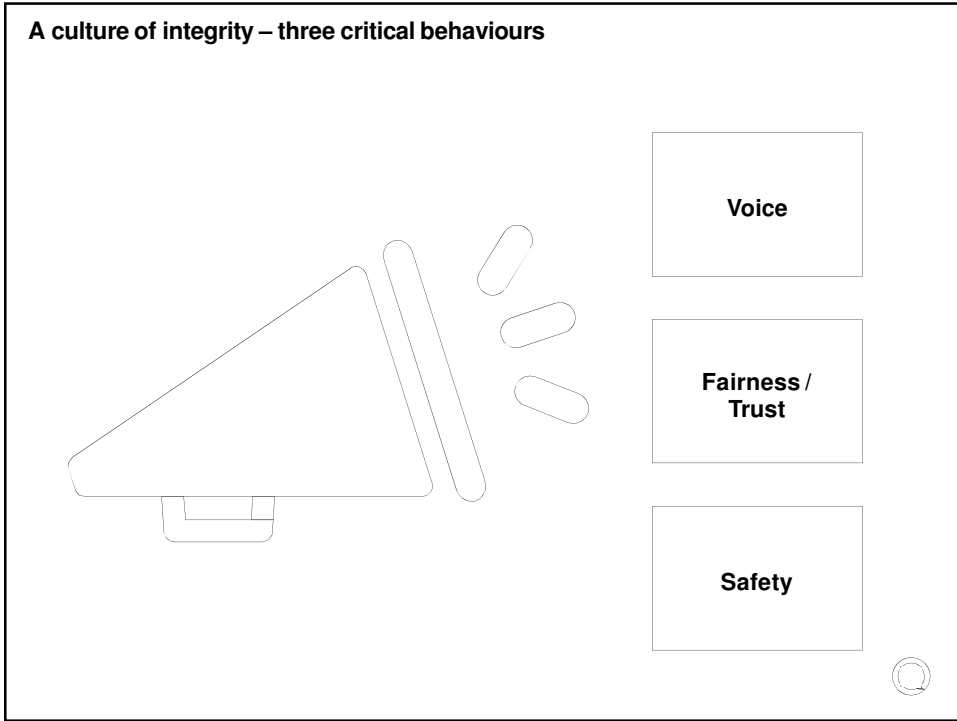 A culture of integrity – three critical behaviours
Voice
Fairness /
Trust
Safety